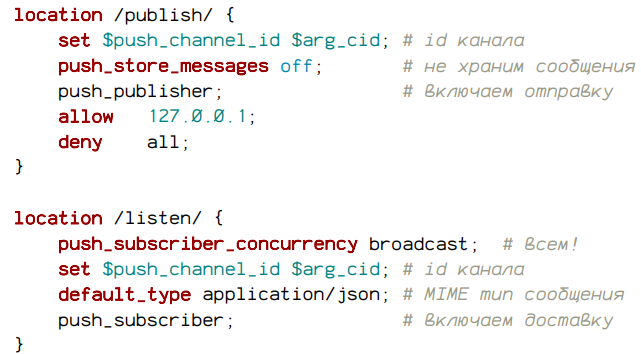 location /publish/ {
    set $push_channel_id $arg_cid; # id канала
    push_store_messages off;       # не храним сообщения
    push_publisher;                # включаем отправку
    allow   127.0.0.1;
    deny    all;
}

location /listen/ {
    push_subscriber_concurrency broadcast;  # всем!
    set $push_channel_id $arg_cid; # id канала
    default_type application/json; # MIME тип сообщения
    push_subscriber;               # включаем доставку
}